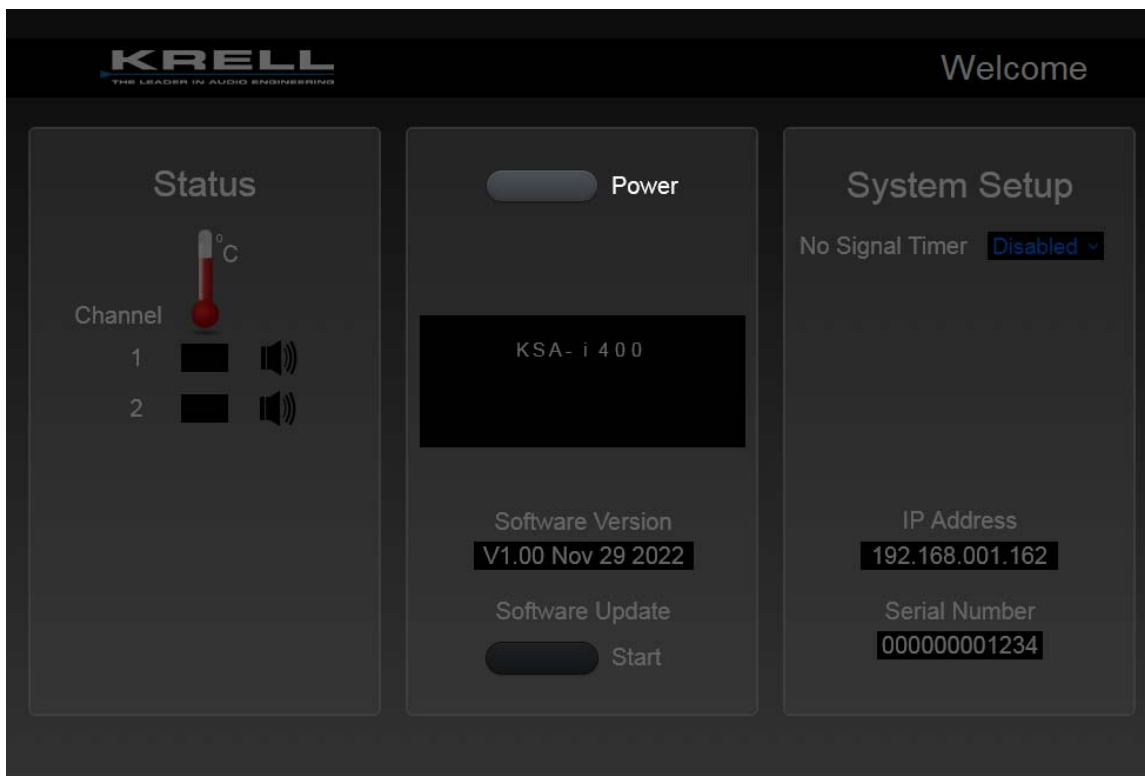 KRELL
THE LEADER IN AUDIO ENGINEERING
Welcome
Status
°C
Channel
1
2
Power
KSA-i400
Software Version
V1.00 Nov 29 2022
Software Update
Start
System Setup
No Signal Timer Disabled
IP Address
192.168.001.162
Serial Number
000000001234